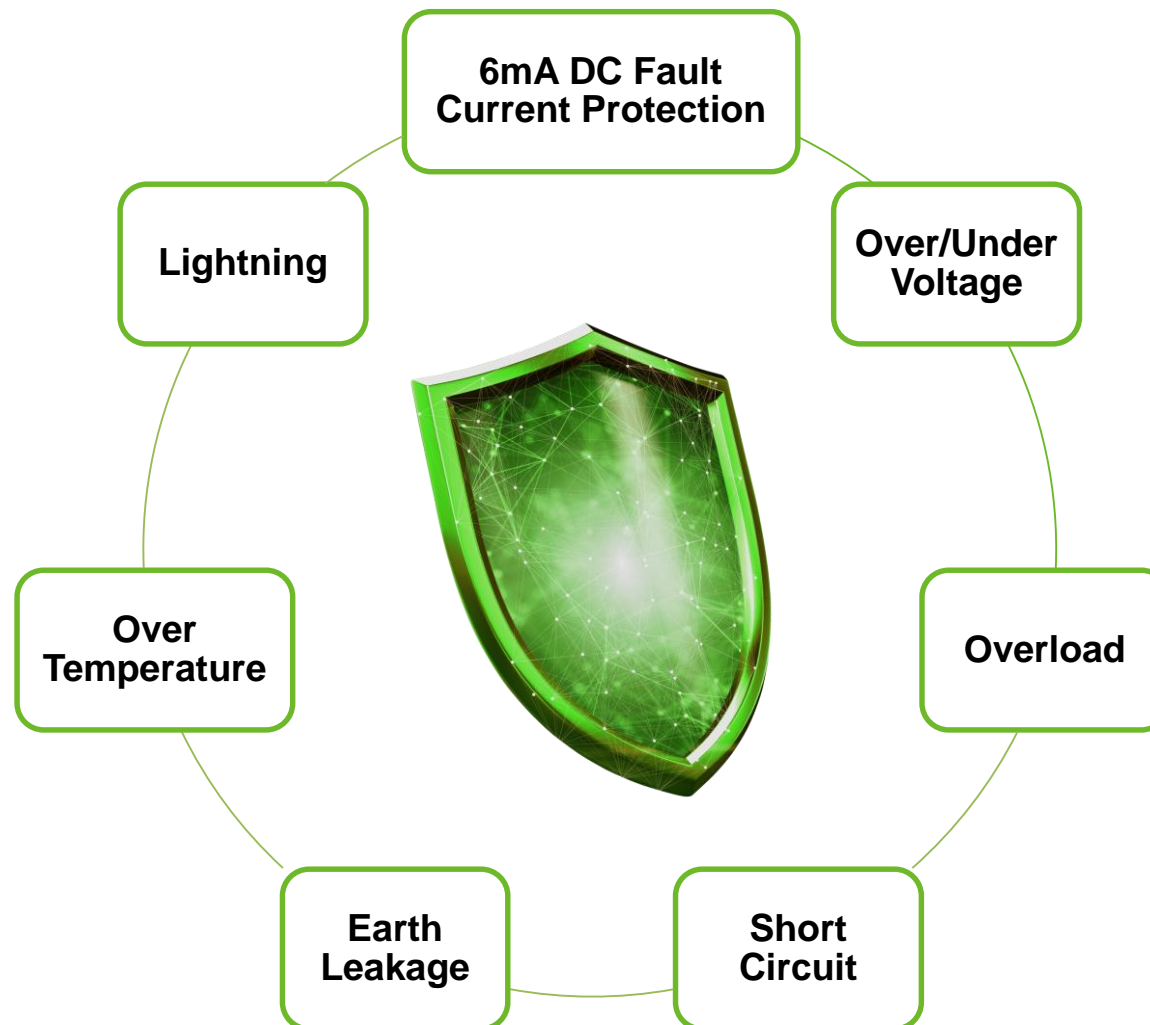 6mA DC Fault
Current Protection
Lightning
Over/Under
Voltage
Over
Temperature
Overload
Earth
Leakage
Short
Circuit